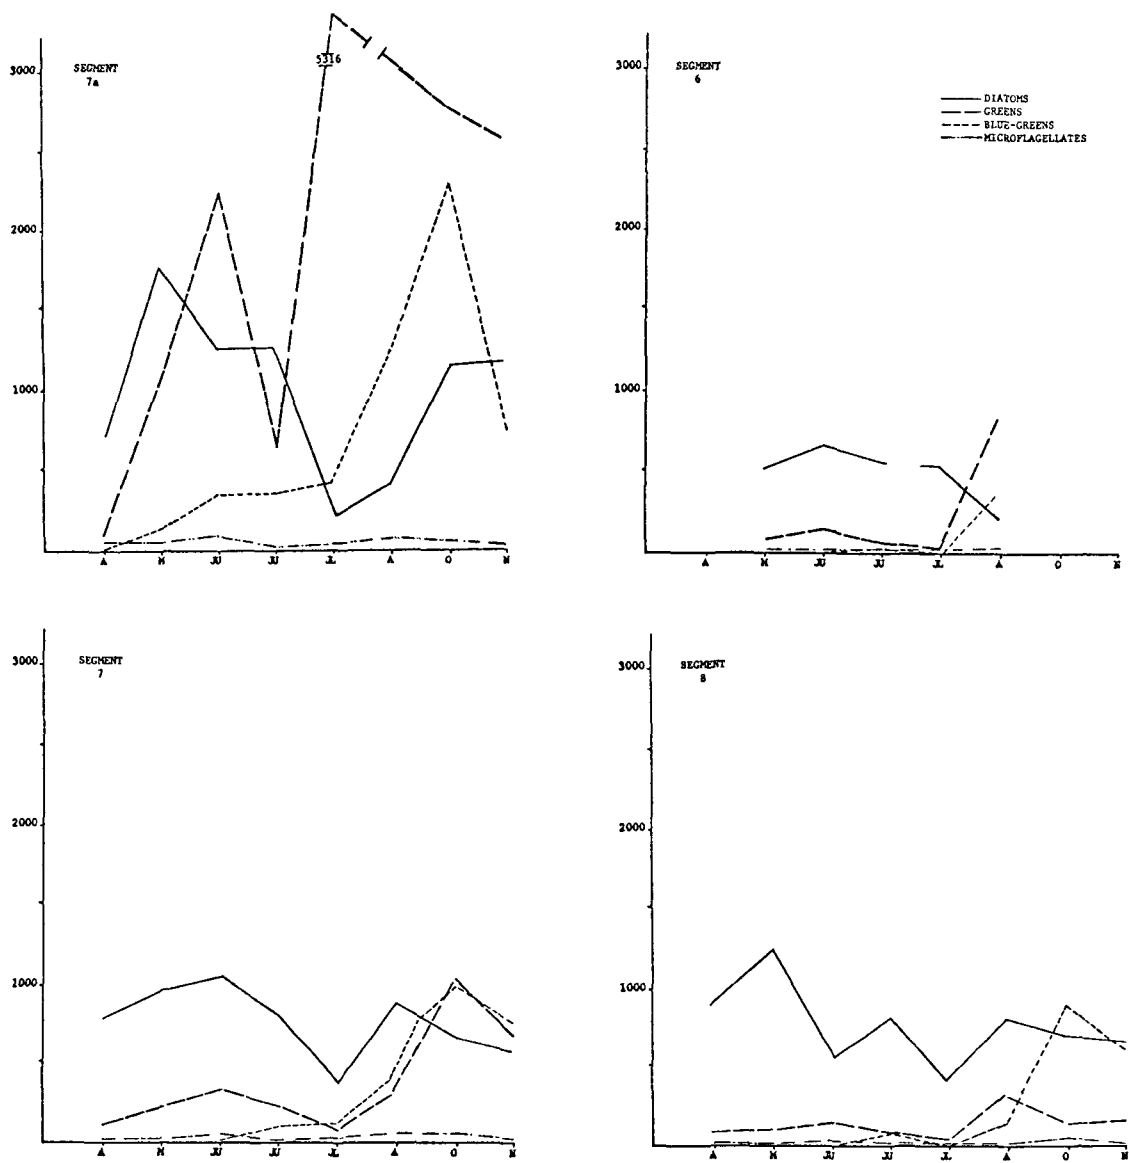 SEGMENT
7a
3000
2000
1000
5316
A M JU JU JL A O N
SEGMENT
6
3000
2000
1000
DIATOMS
GREENS
BLUE-GREENS
MICROFLAGELLATES
A M JU JU JL A O N
SEGMENT
7
3000
2000
1000
A M JU JU JL A O N
SEGMENT
8
3000
2000
1000
A M JU JU JL A O N